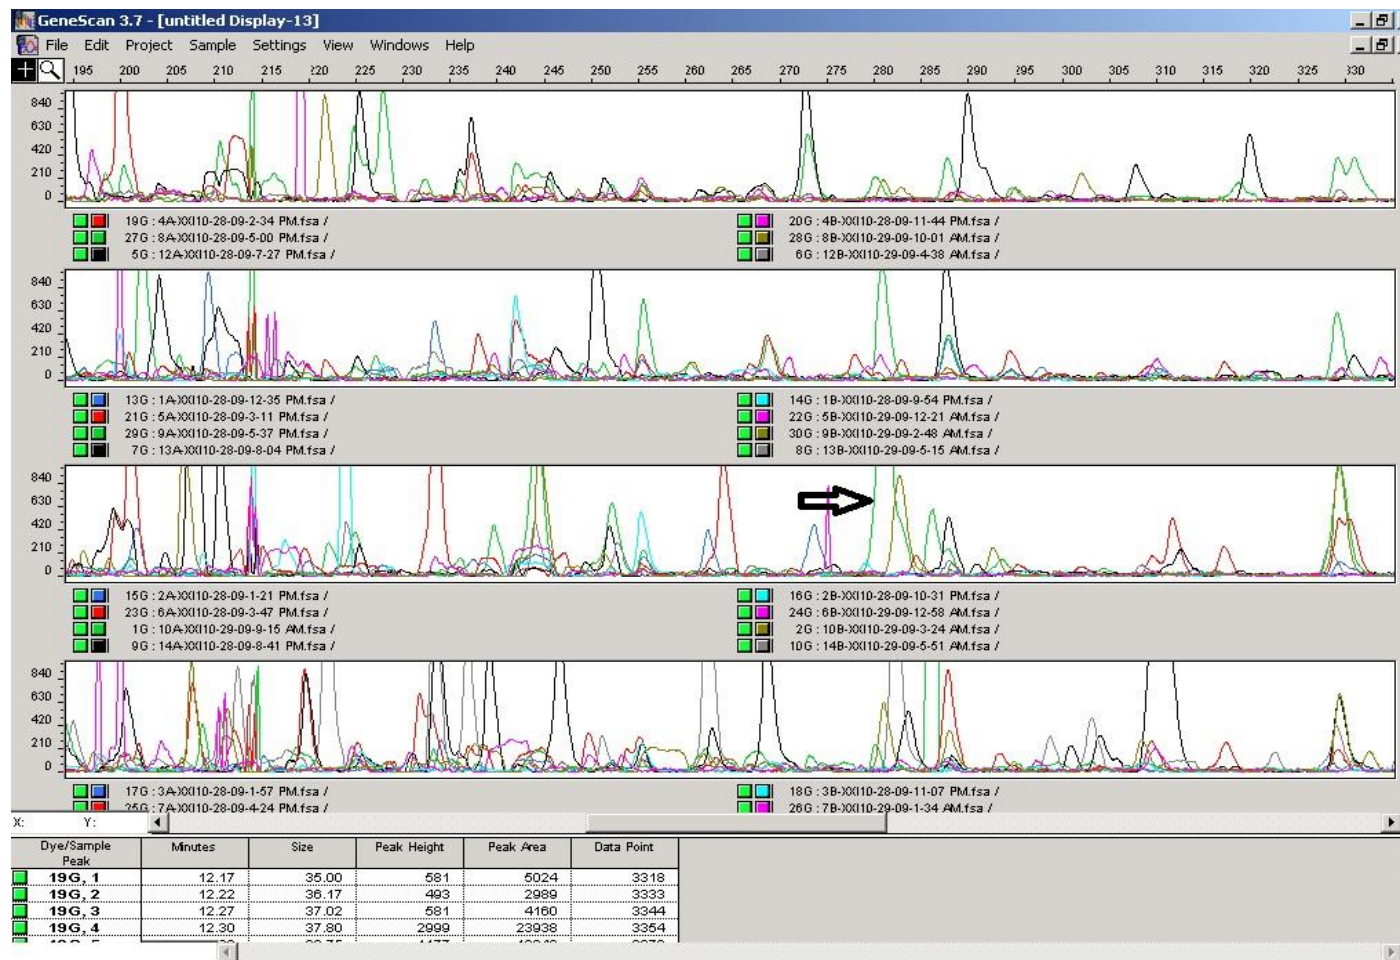 GeneScan 3.7 - [untitled Display-13]
File Edit Project Sample Settings View Windows Help
195 200 205 210 215 220 225 230 235 240 245 250 255 260 265 270 275 280 285 290 295 300 305 310 315 320 325 330
840
630
420
210
0
19G : 4A-XXI10-28-09-2-34 PM.fsa / 20G : 4B-XXI10-28-09-11-44 PM.fsa /
27G : 8A-XXI10-28-09-5-00 PM.fsa / 28G : 8B-XXI10-29-09-10-01 AM.fsa /
5G : 12A-XXI10-28-09-7-27 PM.fsa / 6G : 12B-XXI10-29-09-4-38 AM.fsa /
840
630
420
210
0
13G : 1A-XXI10-28-09-12-35 PM.fsa / 14G : 1B-XXI10-28-09-9-54 PM.fsa /
21G : 5A-XXI10-28-09-3-11 PM.fsa / 22G : 5B-XXI10-29-09-12-21 AM.fsa /
29G : 9A-XXI10-28-09-5-37 PM.fsa / 30G : 9B-XXI10-29-09-2-48 AM.fsa /
7G : 13A-XXI10-28-09-8-04 PM.fsa / 8G : 13B-XXI10-29-09-5-15 AM.fsa /
840
630
420
210
0
15G : 2A-XXI10-28-09-1-21 PM.fsa / 16G : 2B-XXI10-28-09-10-31 PM.fsa /
23G : 6A-XXI10-28-09-3-47 PM.fsa / 24G : 6B-XXI10-29-09-12-58 AM.fsa /
1G : 10A-XXI10-29-09-9-15 AM.fsa / 2G : 10B-XXI10-29-09-3-24 AM.fsa /
9G : 14A-XXI10-28-09-8-41 PM.fsa / 10G : 14B-XXI10-29-09-5-51 AM.fsa /
840
630
420
210
0
17G : 3A-XXI10-28-09-1-57 PM.fsa / 18G : 3B-XXI10-28-09-11-07 PM.fsa /
25G : 7A-XXI10-28-09-4-24 PM.fsa / 26G : 7B-XXI10-29-09-1-34 AM.fsa /
X: Y:
Dye/Sample Peak Minutes Size Peak Height Peak Area Data Point
19G, 1 12.17 35.00 581 5024 3318
19G, 2 12.22 36.17 493 2989 3333
19G, 3 12.27 37.02 581 4160 3344
19G, 4 12.30 37.80 2999 23938 3354